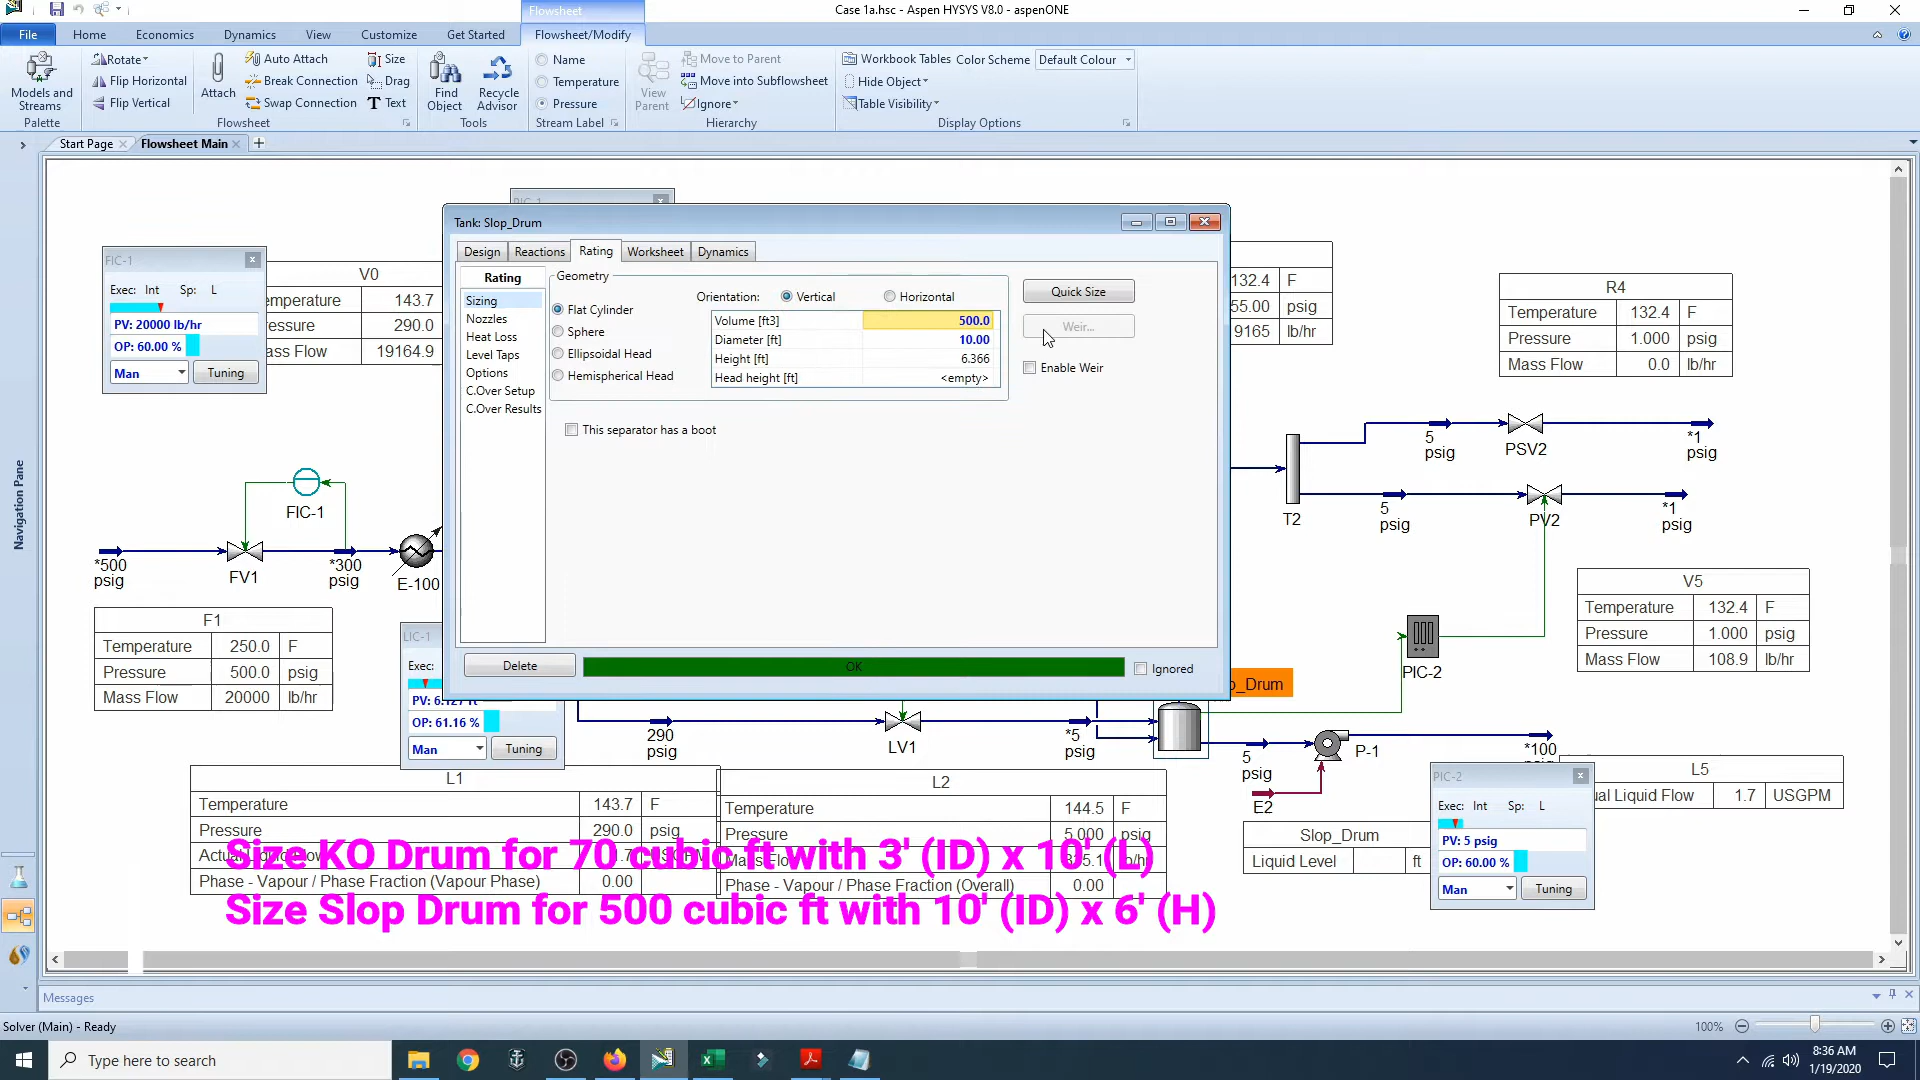 Case 1a.hsc - Aspen HYSYS V8.0 - aspenONE
Flowsheet
File
Home
Economics
Dynamics
View
Customize
Get Started
Flowsheet/Modify
Models and Streams
Palette
Rotate
Flip Horizontal
Flip Vertical
Attach
Auto Attach
Break Connection
Swap Connection
Size
Drag
Text
Flowsheet
Find Object
Recycle Advisor
Tools
Name
Temperature
Pressure
Stream Label
View Parent
Move to Parent
Move into Subflowsheet
Ignore
Hierarchy
Workbook Tables
Color Scheme
Default Colour
Hide Object
Table Visibility
Display Options
Start Page
Flowsheet Main
Navigation Pane
FIC-1
Exec: Int Sp: L
PV: 20000 lb/hr
OP: 60.00 %
Man
Tuning
V0
143.7
290.0
19164.9
Tank: Slop_Drum
Design
Reactions
Rating
Worksheet
Dynamics
Rating
Sizing
Nozzles
Heat Loss
Level Taps
Options
C.Over Setup
C.Over Results
Geometry
Flat Cylinder
Sphere
Ellipsoidal Head
Hemispherical Head
Orientation:
Vertical
Horizontal
Volume [ft3] 500.0
Diameter [ft] 10.00
Height [ft] 6.366
Head height [ft] <empty>
Quick Size
Weir...
Enable Weir
This separator has a boot
Delete
OK
Ignored
132.4 F
psig
9165 lb/hr
R4
Temperature 132.4 F
Pressure 1.000 psig
Mass Flow 0.0 lb/hr
5
psig
PSV2
*1
psig
T2
5
psig
PV2
*1
psig
FIC-1
*500
psig
FV1
*300
psig
E-100
F1
Temperature 250.0 F
Pressure 500.0 psig
Mass Flow 20000 lb/hr
LIC-1
Exec:
OP: 61.16 %
Man
Tuning
290
psig
LV1
*5
psig
PIC-2
V5
Temperature 132.4 F
Pressure 1.000 psig
Mass Flow 108.9 lb/hr
5
psig
P-1
E2
*100
L1
Temperature 143.7 F
Pressure 290.0 psig
Phase - Vapour / Phase Fraction (Vapour Phase) 0.00
L2
Temperature 144.5 F
Pressure 5.000 psig
Phase - Vapour / Phase Fraction (Overall) 0.00
Slop_Drum
Liquid Level ft
PIC-2
Exec: Int Sp: L
PV: 5 psig
OP: 60.00 %
Man
Tuning
L5
Liquid Flow 1.7 USGPM
Size KO Drum for 70 cubic ft with 3' (ID) x 10' (L)
Size Slop Drum for 500 cubic ft with 10' (ID) x 6' (H)
Messages
Solver (Main) - Ready
100%
Type here to search
8:36 AM
1/19/2020